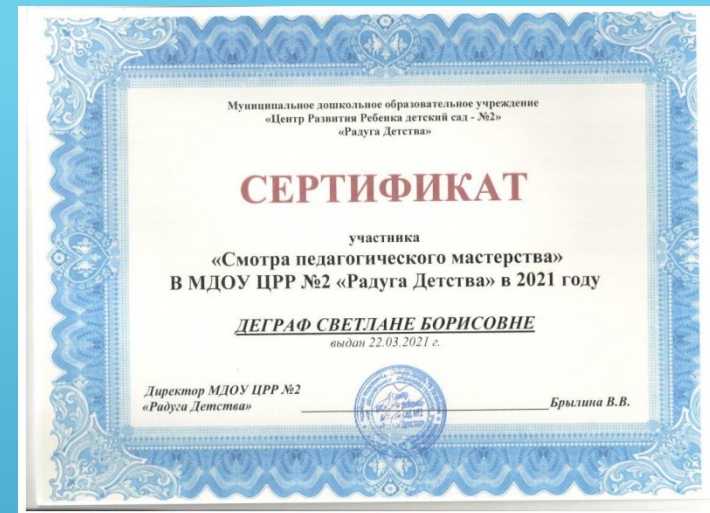 Муниципальное дошкольное образовательное учреждение
«Центр Развития Ребенка детский сад - №2»
«Радуга Детства»
СЕРТИФИКАТ
участника
«Смотра педагогического мастерства»
В МДОУ ЦРР №2 «Радуга Детства» в 2021 году
ДЕГРАФ СВЕТЛАНЕ БОРИСОВНЕ
выдан 22.03.2021 г.
Директор МДОУ ЦРР №2
«Радуга Детства» Брылина В.В.